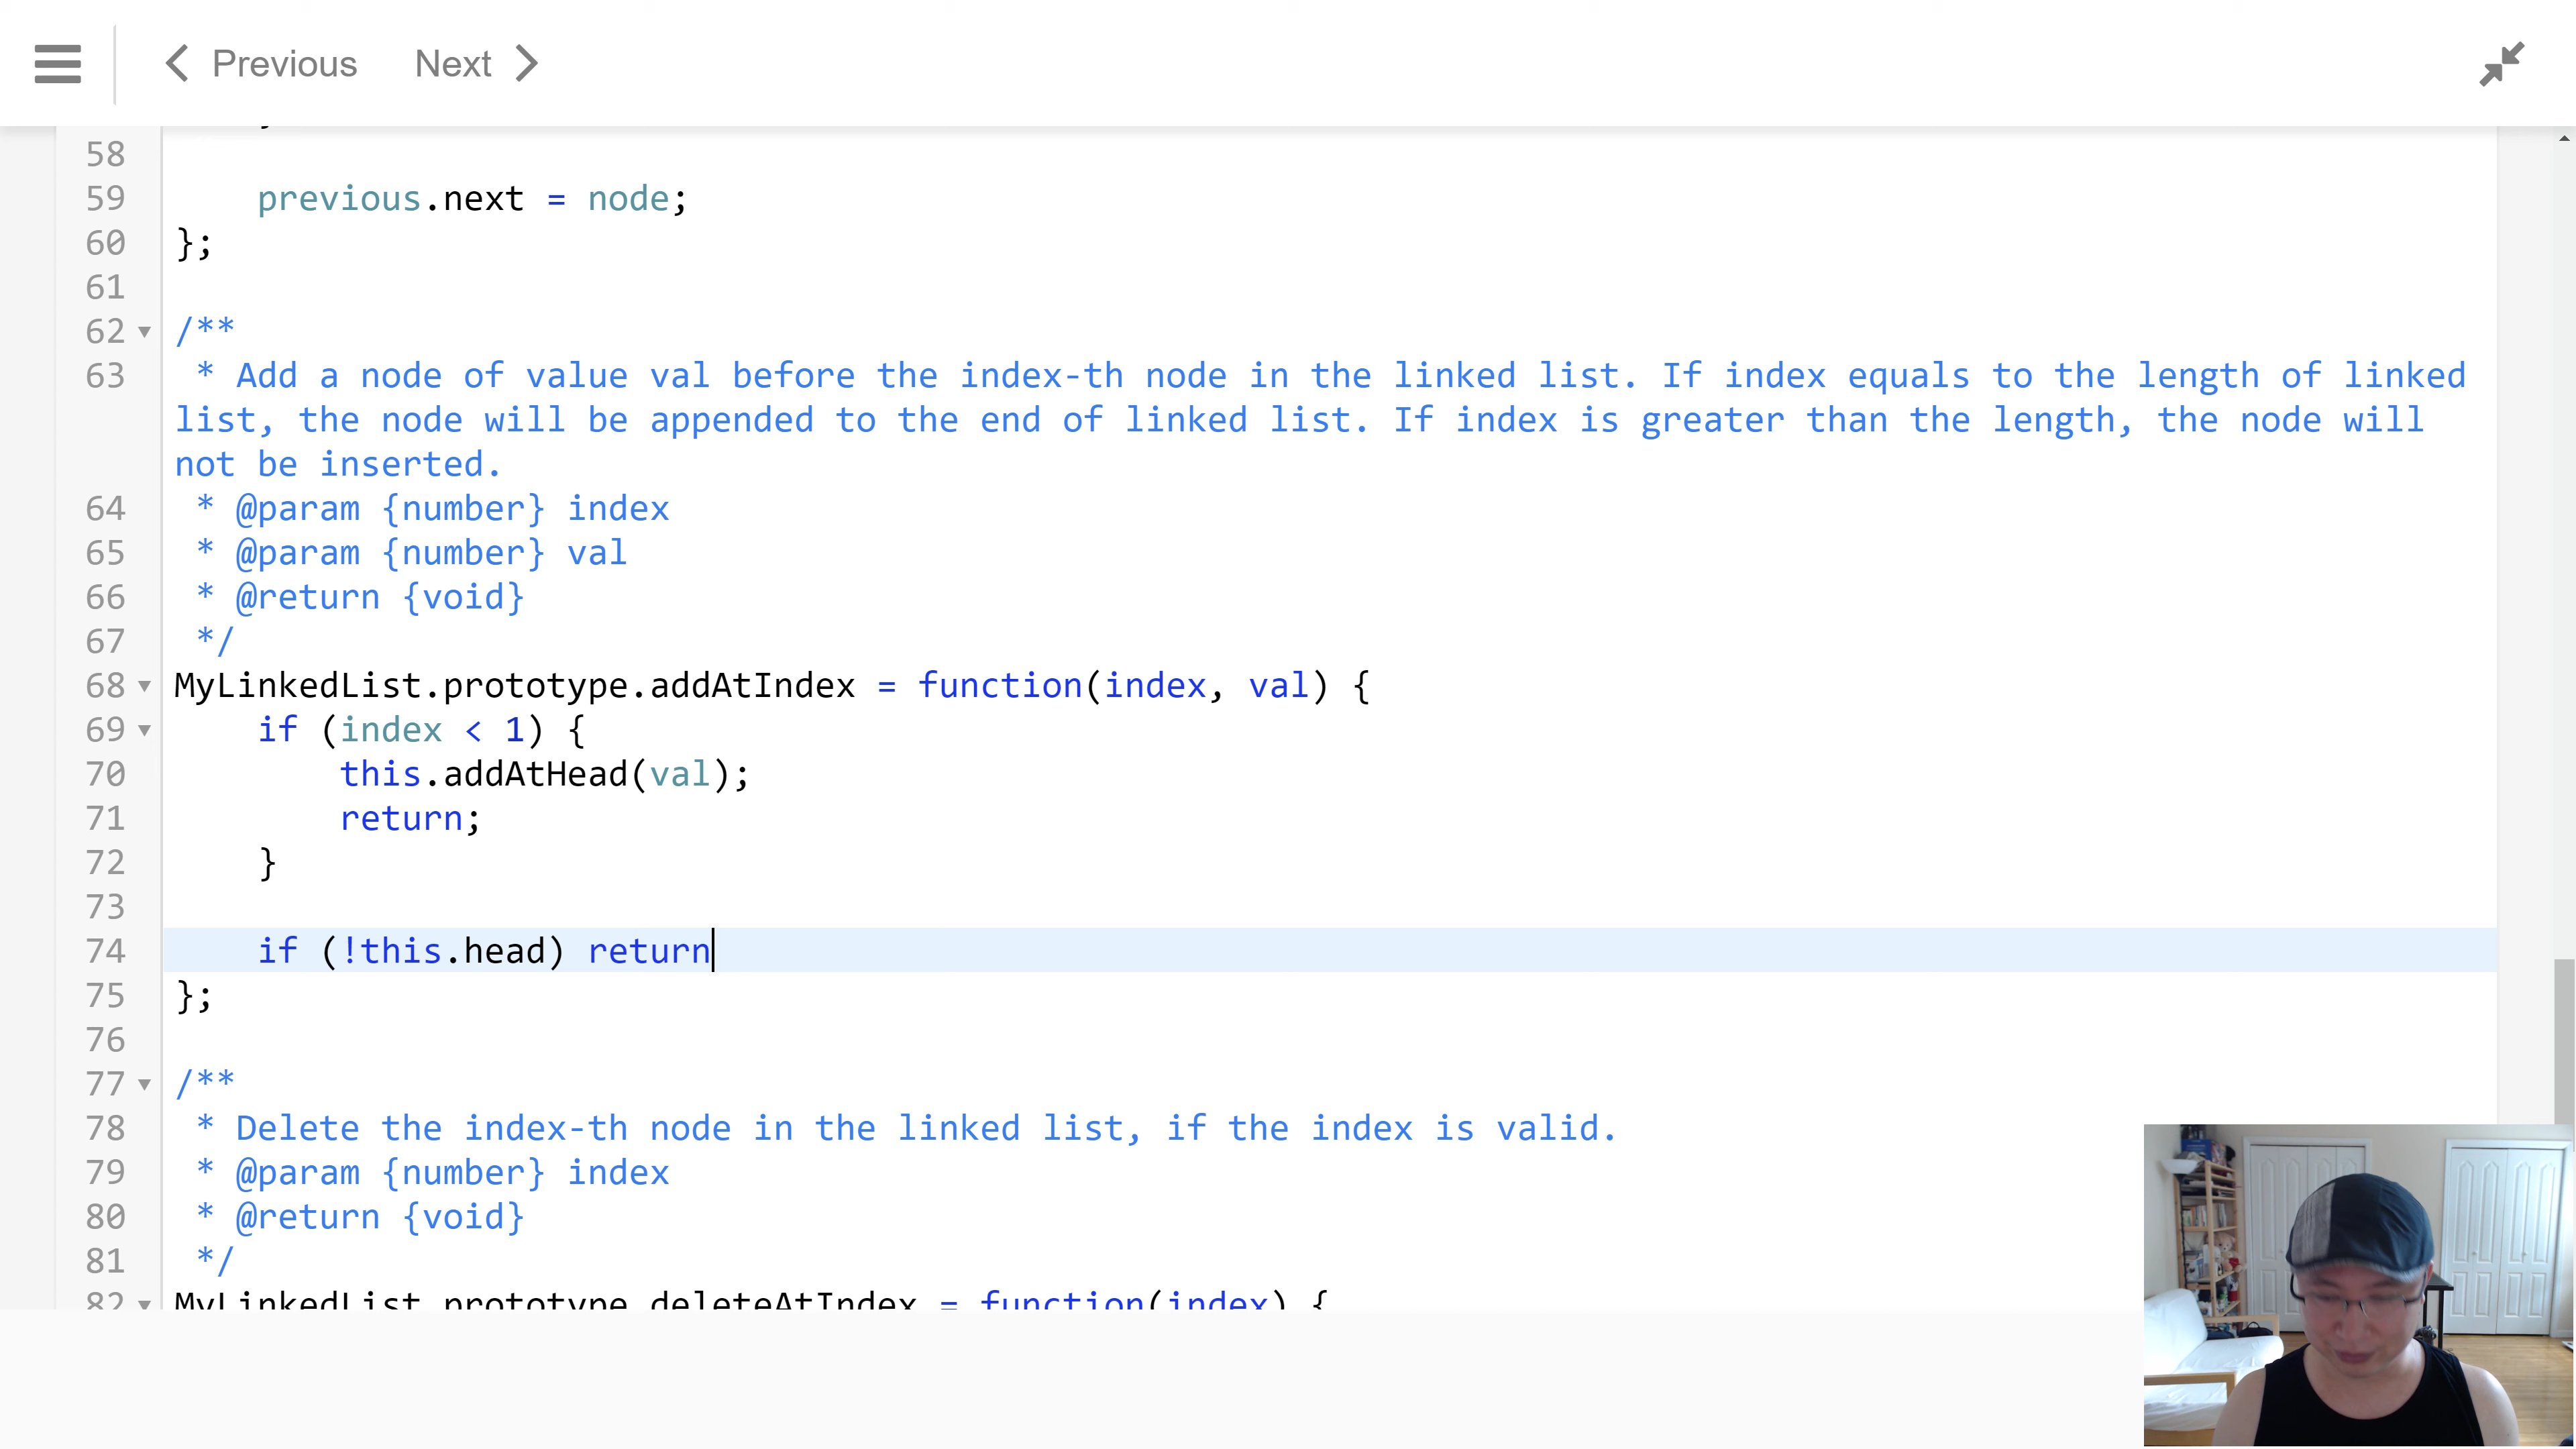 Previous Next
58
59 previous.next = node;
60 };
61
62 /**
63 * Add a node of value val before the index-th node in the linked list. If index equals to the length of linked
list, the node will be appended to the end of linked list. If index is greater than the length, the node will
not be inserted.
64 * @param {number} index
65 * @param {number} val
66 * @return {void}
67 */
68 MyLinkedList.prototype.addAtIndex = function(index, val) {
69 if (index < 1) {
70 this.addAtHead(val);
71 return;
72 }
73
74 if (!this.head) return
75 };
76
77 /**
78 * Delete the index-th node in the linked list, if the index is valid.
79 * @param {number} index
80 * @return {void}
81 */
82 MyLinkedList.prototype.deleteAtIndex = function(index) {